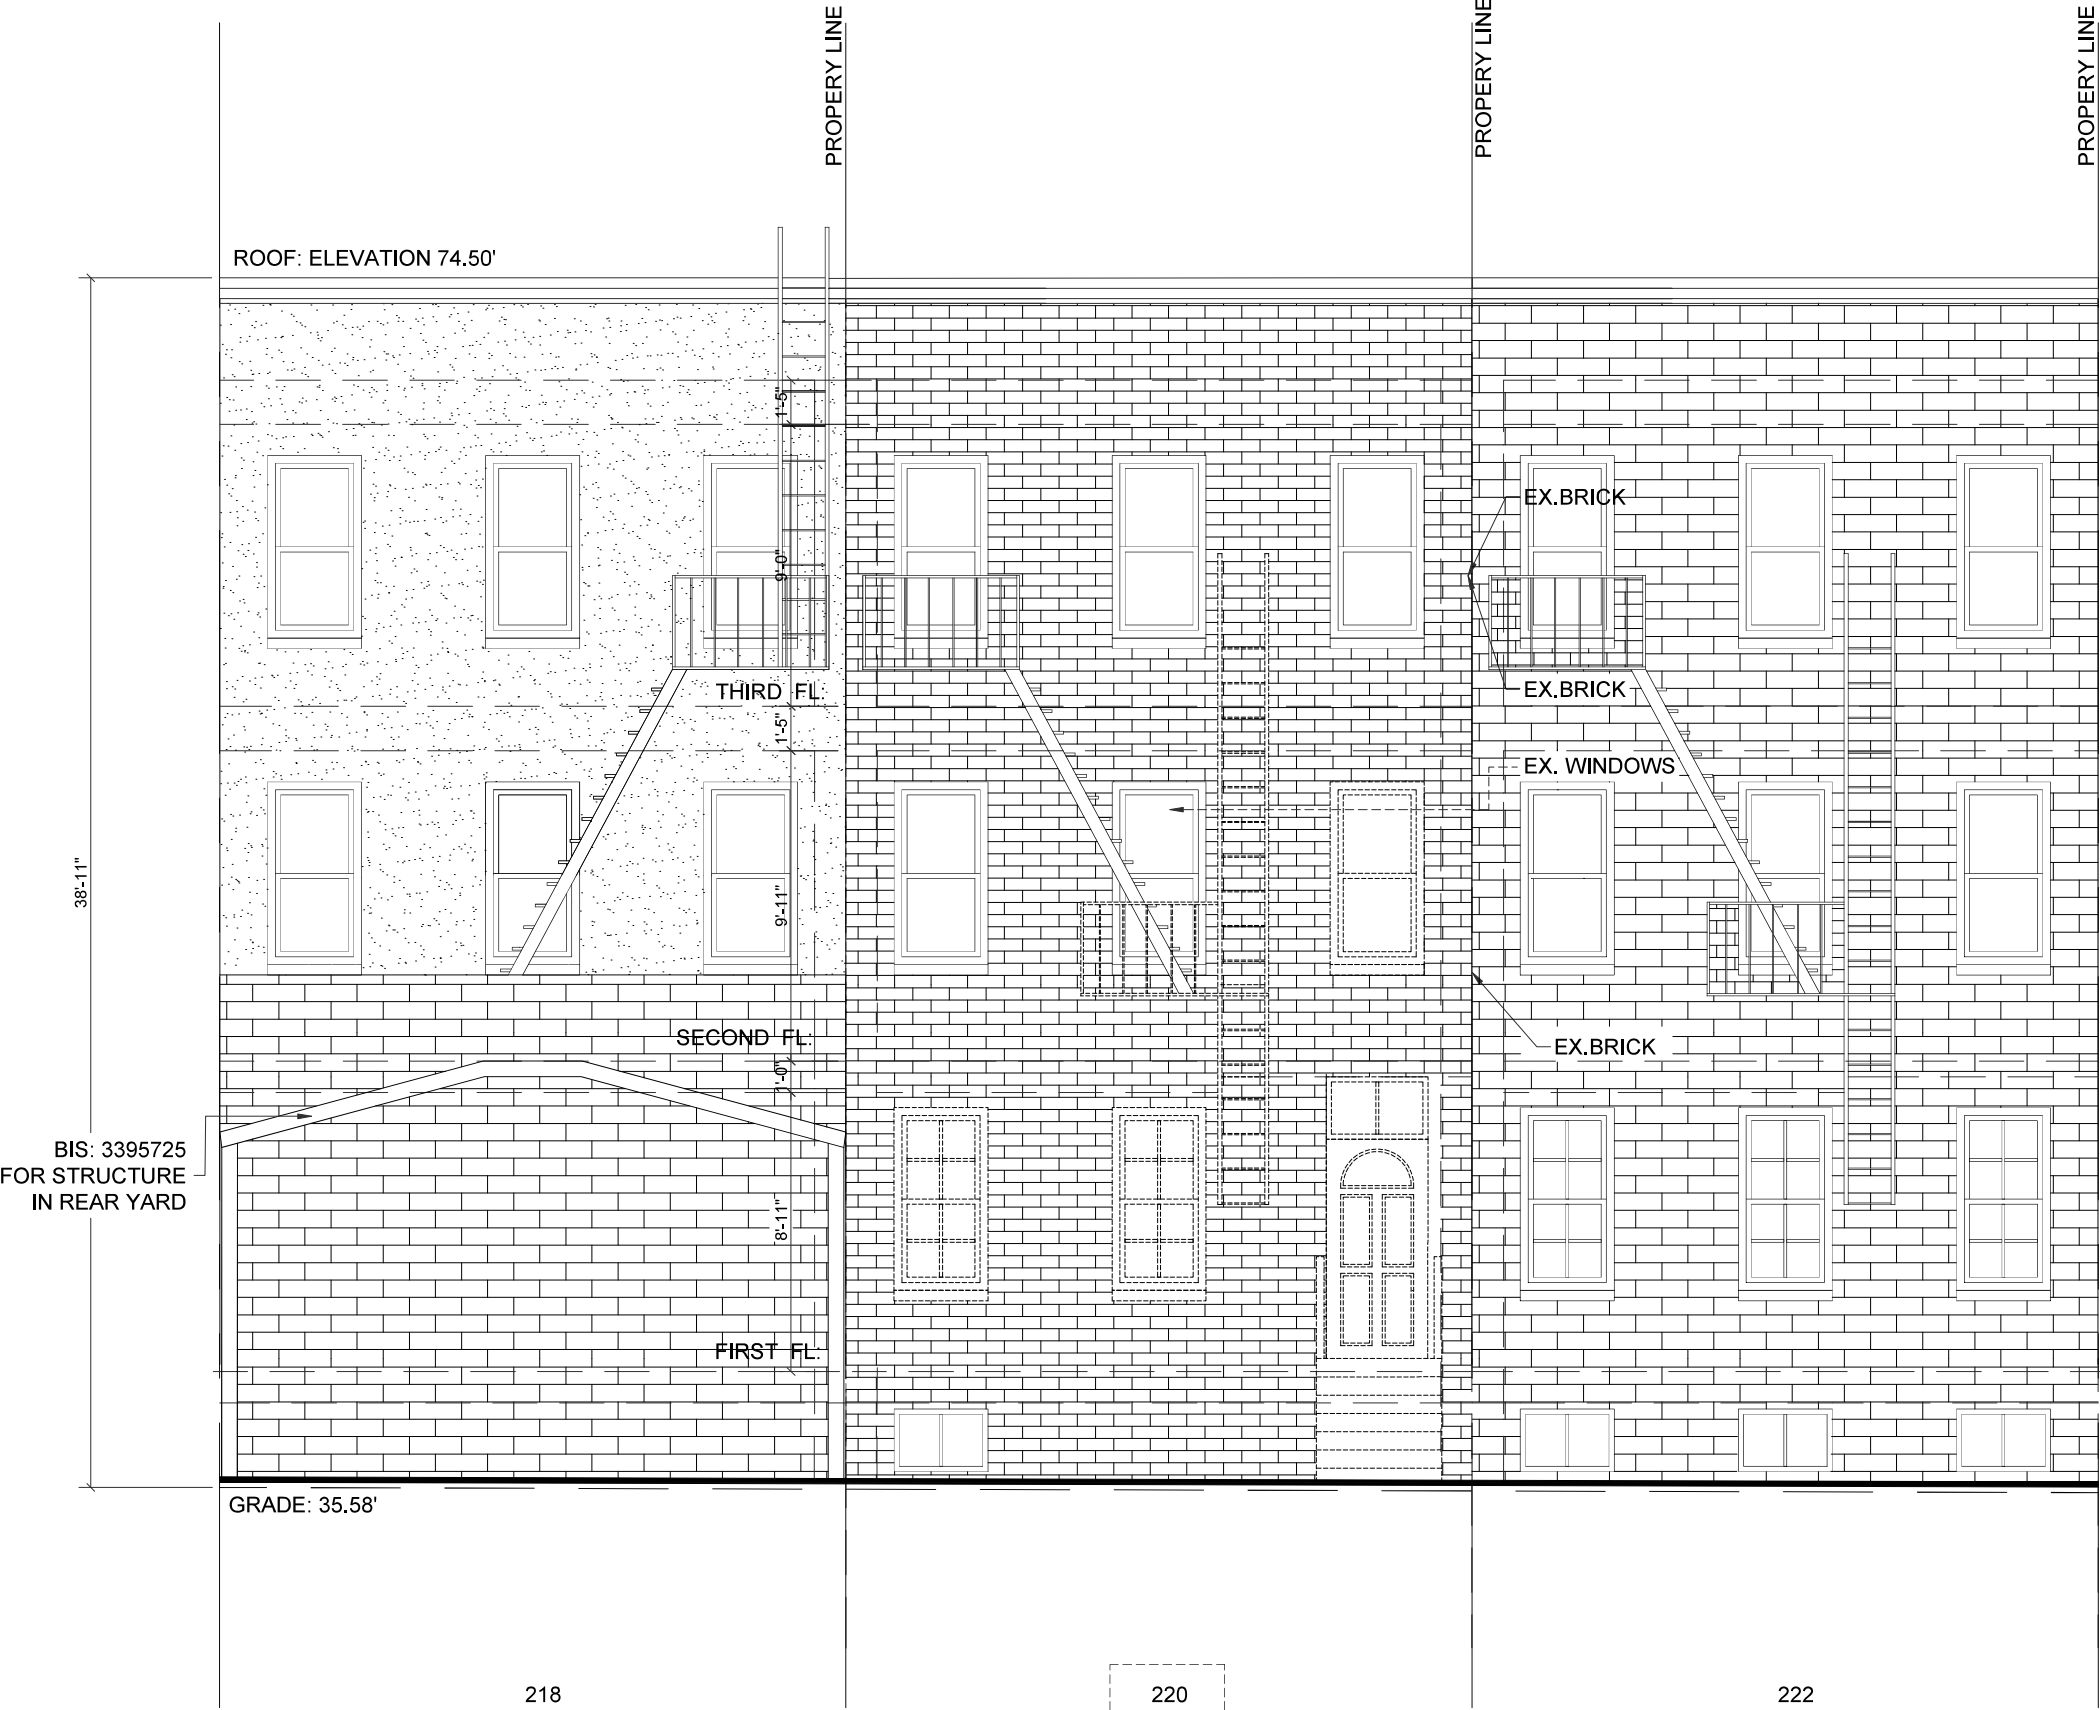 PROPERY LINE
PROPERY LINE
PROPERY LINE
ROOF: ELEVATION 74.50'
1'-5"
EX.BRICK
9'-0"
THIRD FL.
EX.BRICK
1'-5"
EX. WINDOWS
38'-11"
9'-11"
SECOND FL.
EX.BRICK
1'-0"
BIS: 3395725
FOR STRUCTURE
IN REAR YARD
8'-11"
FIRST FL.
GRADE: 35.58'
218
220
222